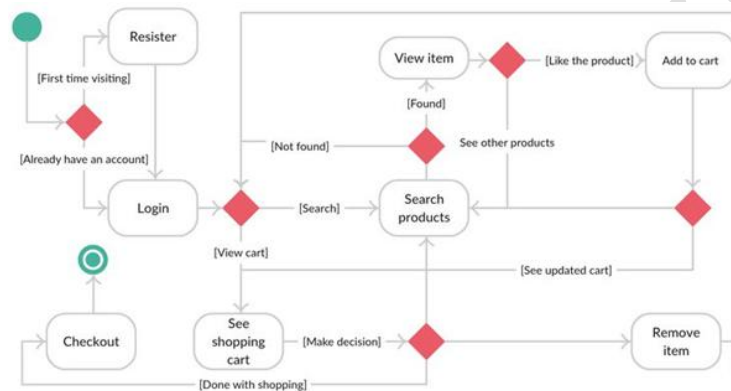 Resister
View item
[Like the product]
Add to cart
[First time visiting]
[Found]
[Not found]
See other products
[Already have an account]
Login
[Search]
Search
products
[View cart]
[See updated cart]
Checkout
See
shopping
cart
[Make decision]
Remove
item
[Done with shopping]